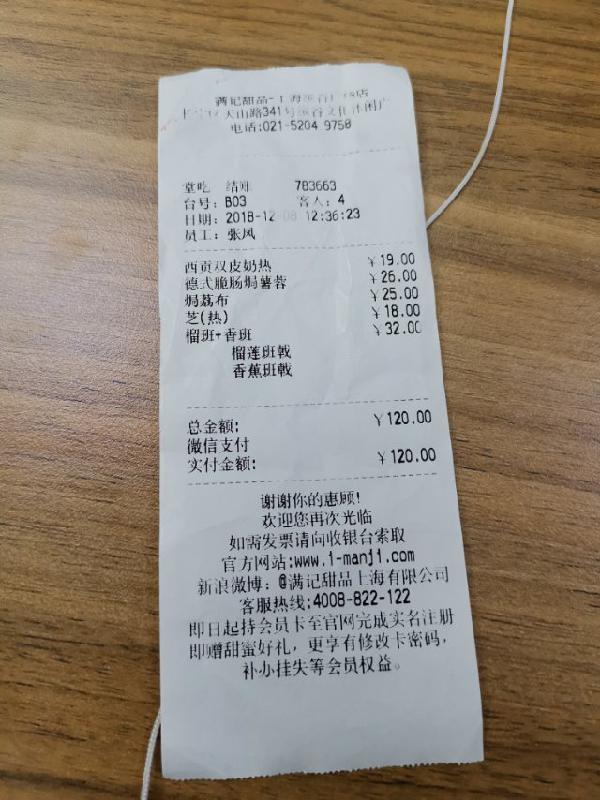 满记甜品-上海
天山路341号 文化休闲广
电话:021-5204 9758
堂吃 结账 783663
台号: B03 客人: 4
日期: 2018-12-08 12:36:23
员工: 张凤
西贡双皮奶热 ¥19.00
德式脆肠焗薯蓉 ¥26.00
焗荔布 ¥25.00
芝(热) ¥18.00
榴班+香班 ¥32.00
榴莲班戟
香蕉班戟
总金额: ¥120.00
微信支付
实付金额: ¥120.00
谢谢你的惠顾!
欢迎您再次光临
如需发票请向收银台索取
官方网站:www.i-manji.com
新浪微博: @满记甜品上海有限公司
客服热线:4008-822-122
即日起持会员卡至官网完成实名注册
即赠甜蜜好礼，更享有修改卡密码，
补办挂失等会员权益。